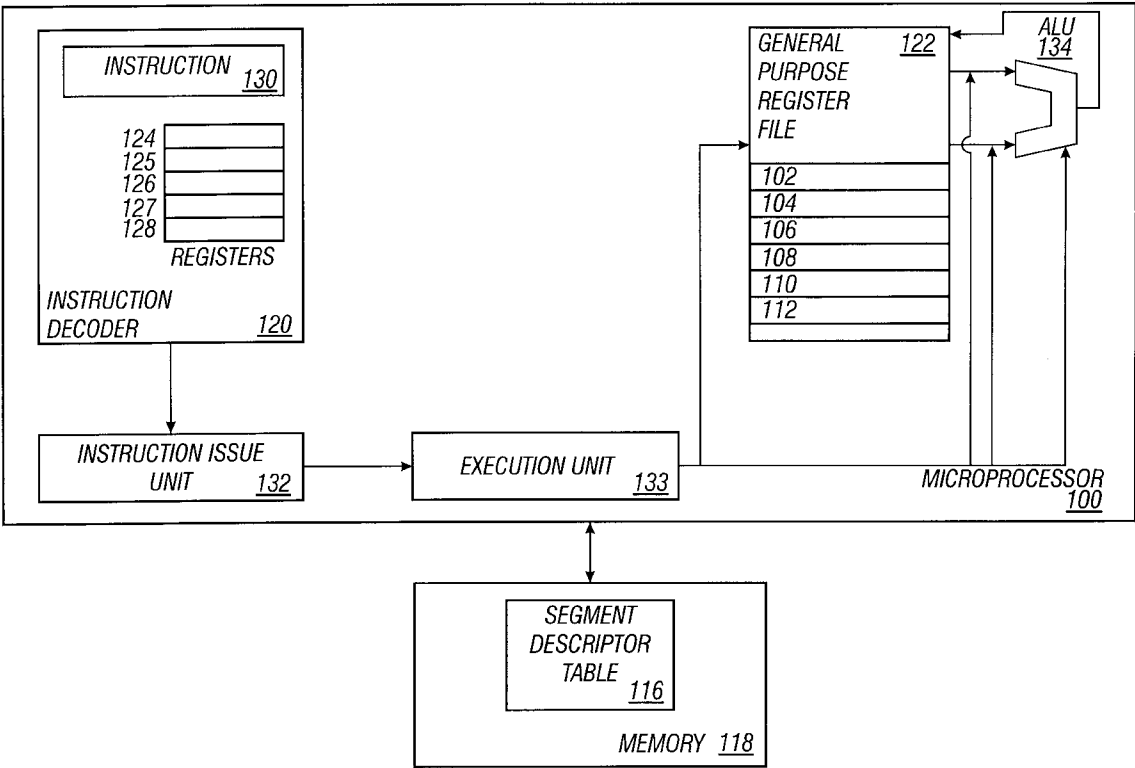 INSTRUCTION
130
124
125
126
127
128
REGISTERS
INSTRUCTION
DECODER
120
INSTRUCTION ISSUE
UNIT
132
EXECUTION UNIT
133
GENERAL
122
PURPOSE
REGISTER
FILE
102
104
106
108
110
112
ALU
134
MICROPROCESSOR
100
SEGMENT
DESCRIPTOR
TABLE
116
MEMORY 118